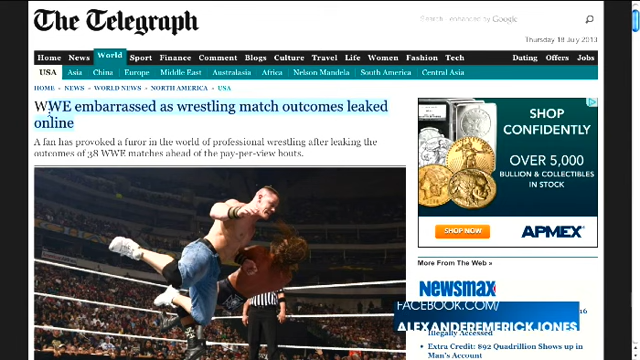 The Telegraph
Search - enhanced by Google
Thursday 18 July 2013
Home News World Sport Finance Comment Blogs Culture Travel Life Women Fashion Tech Dating Offers Jobs
USA Asia China Europe Middle East Australasia Africa Nelson Mandela South America Central Asia
HOME » NEWS » WORLD NEWS » NORTH AMERICA » USA
WWE embarrassed as wrestling match outcomes leaked
online
A fan has provoked a furor in the world of professional wrestling after leaking the
outcomes of 38 WWE matches ahead of the pay-per-view bouts.
SHOP
CONFIDENTLY
OVER 5,000
BULLION & COLLECTIBLES
IN STOCK
SHOP NOW
APMEX
More From The Web »
Newsmax
FACEBOOK.COM/
ALEXANDEREMERICKJONES
Illegally Accessed
Extra Credit: $92 Quadrillion Shows up in
Man's Account